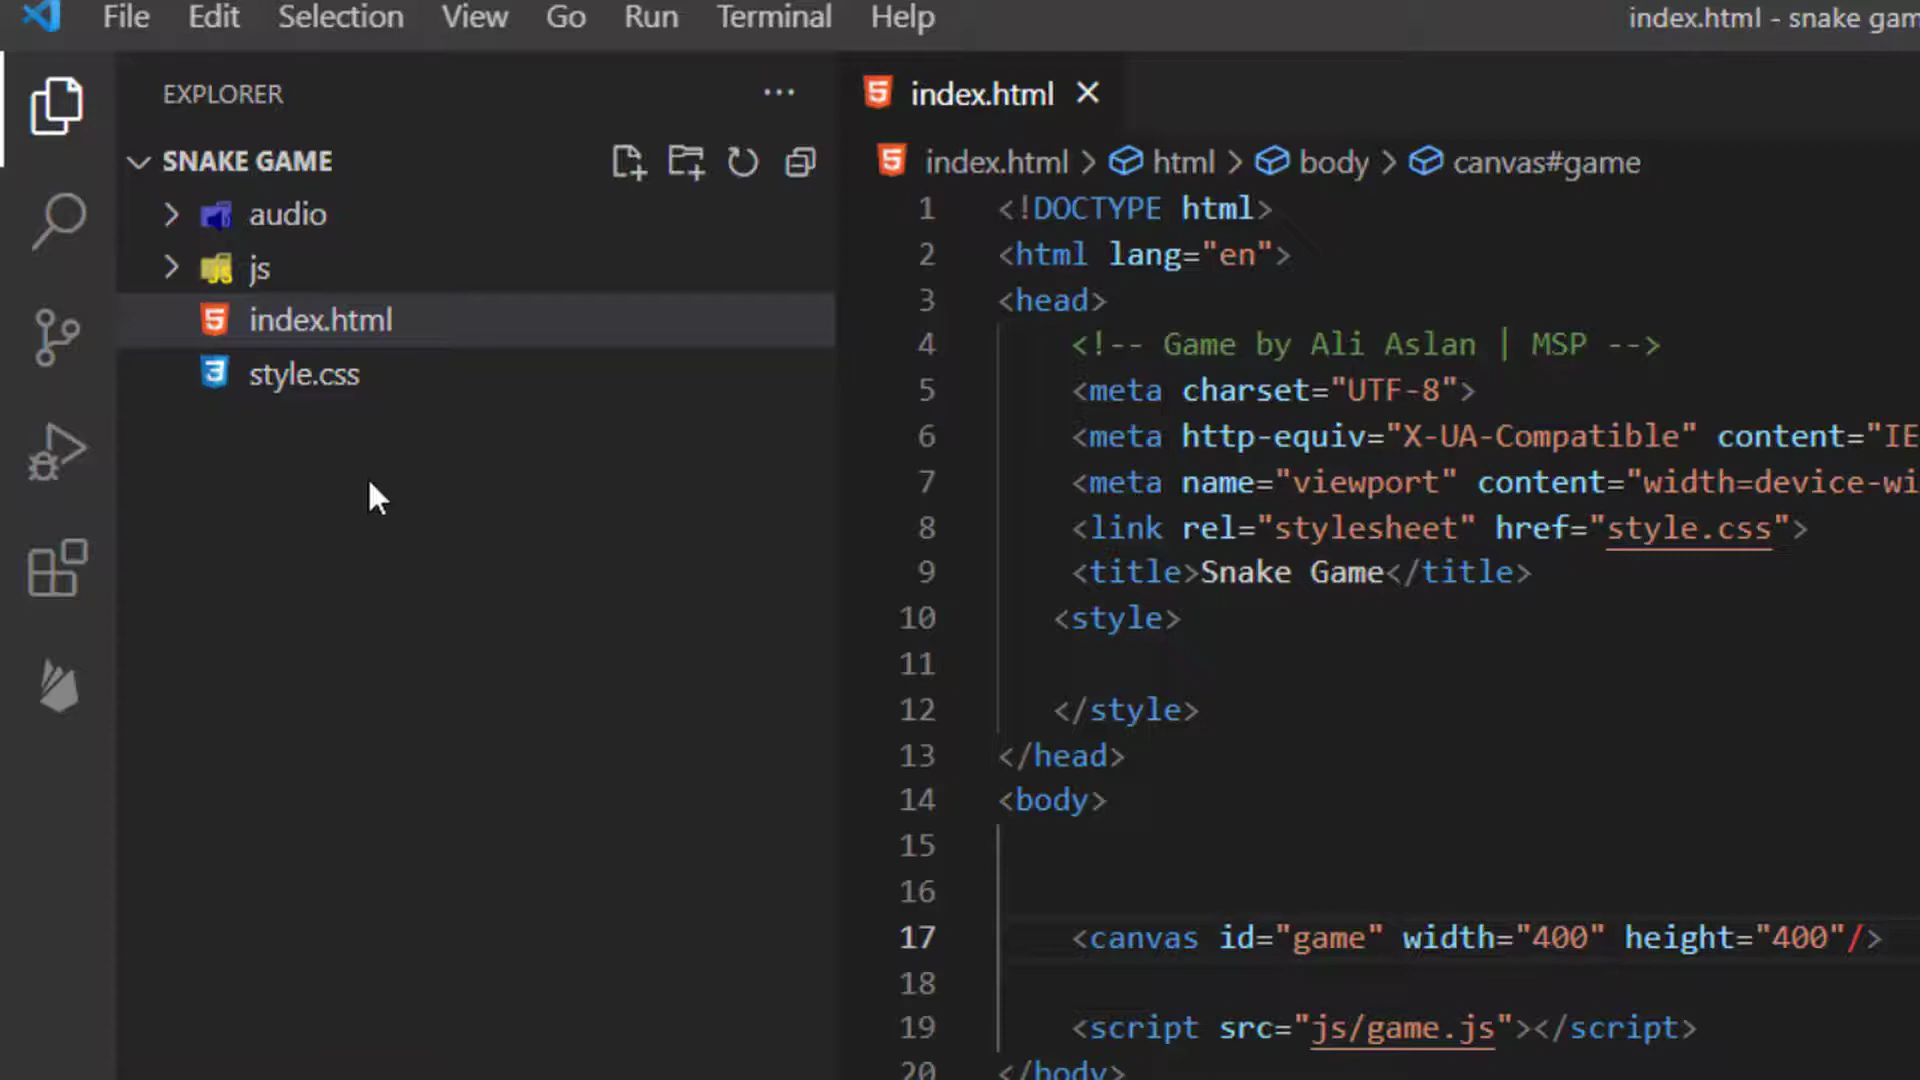 File Edit Selection View Go Run Terminal Help
index.html - snake gam
EXPLORER
SNAKE GAME
audio
js
index.html
style.css
index.html
index.html > html > body > canvas#game
1 <!DOCTYPE html>
2 <html lang="en">
3 <head>
4 <!-- Game by Ali Aslan | MSP -->
5 <meta charset="UTF-8">
6 <meta http-equiv="X-UA-Compatible" content="IE
7 <meta name="viewport" content="width=device-wi
8 <link rel="stylesheet" href="style.css">
9 <title>Snake Game</title>
10 <style>
11
12 </style>
13 </head>
14 <body>
15
16
17 <canvas id="game" width="400" height="400"/>
18
19 <script src="js/game.js"></script>
20 </body>